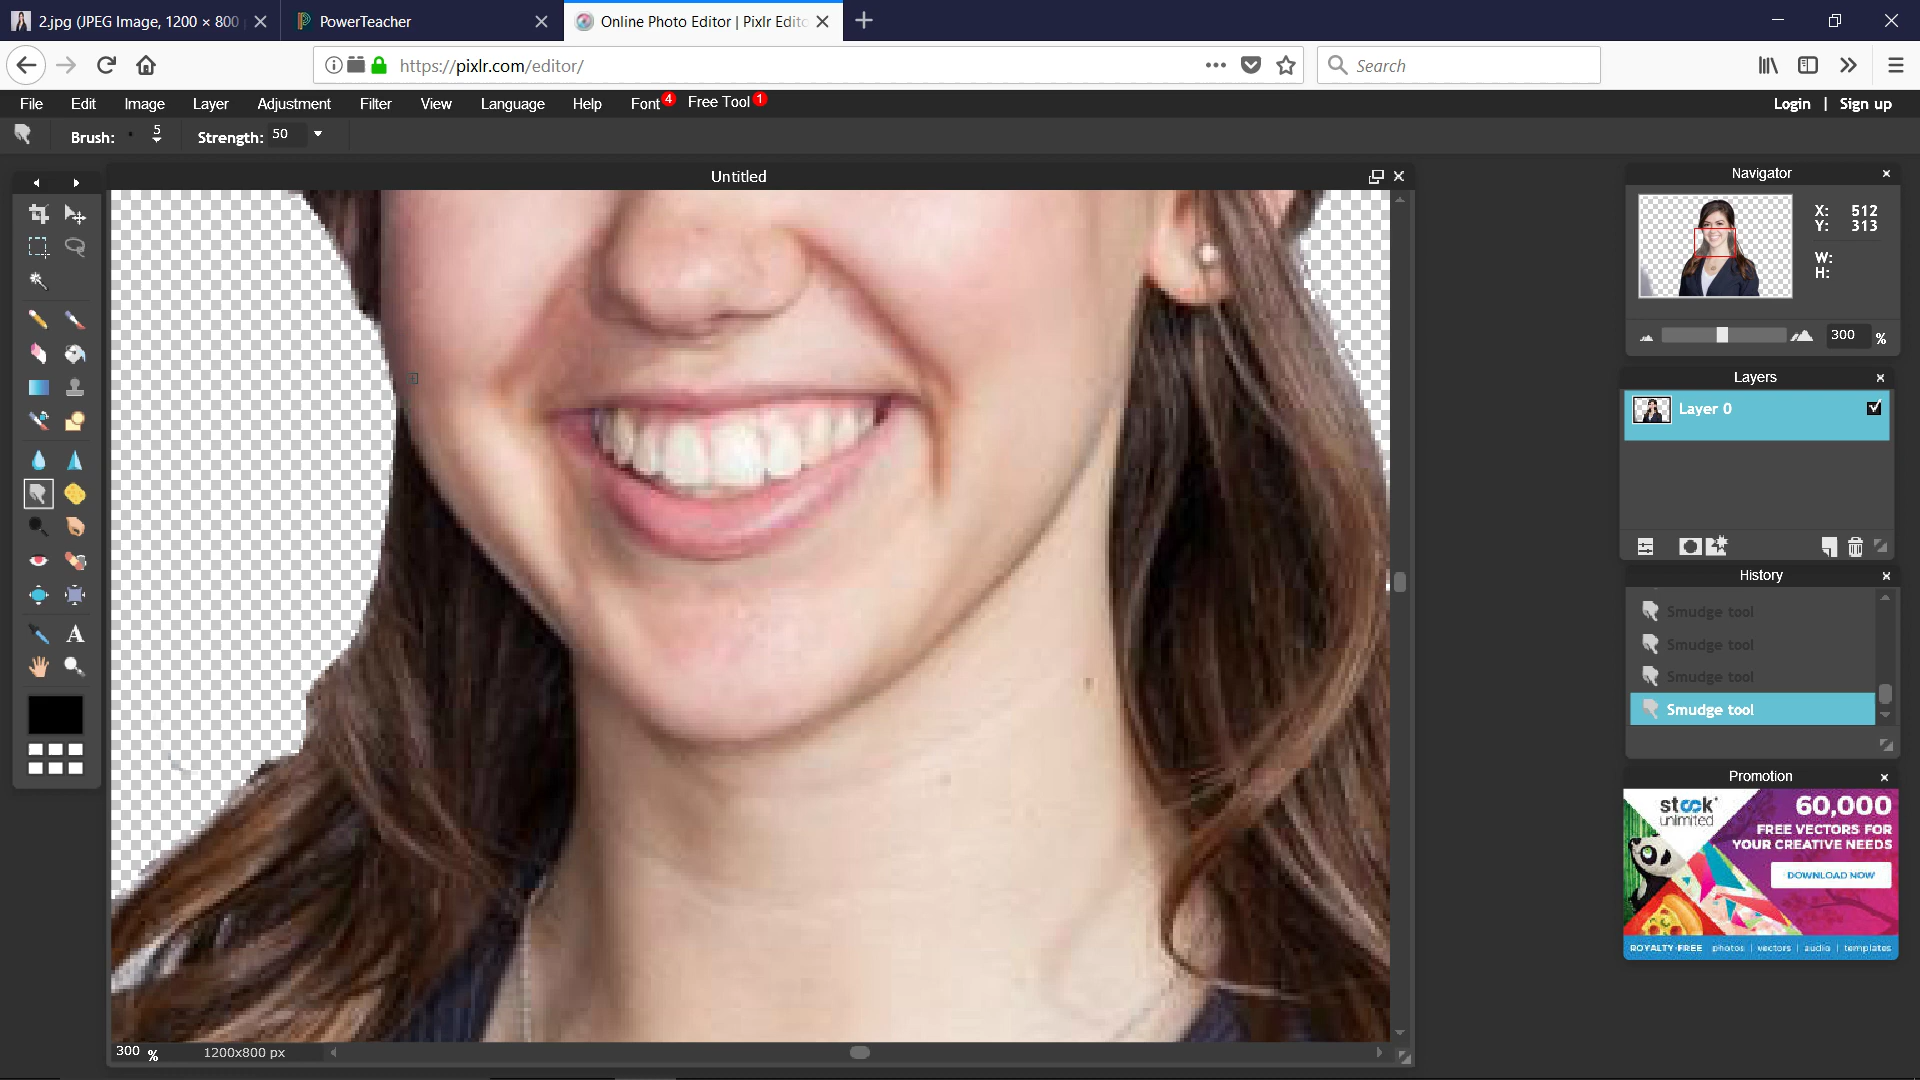 2.jpg (JPEG Image, 1200 × 800
PowerTeacher
Online Photo Editor | Pixlr Edito
https://pixlr.com/editor/
Search
File Edit Image Layer Adjustment Filter View Language Help Font 4 Free Tool 1
Login | Sign up
Brush: 5 Strength: 50
Untitled
Navigator
X: 512
Y: 313
W:
H:
300 %
Layers
Layer 0
History
Smudge tool
Smudge tool
Smudge tool
Smudge tool
Promotion
stock unlimited
60,000
FREE VECTORS FOR
YOUR CREATIVE NEEDS
DOWNLOAD NOW
ROYALTY-FREE photos | vectors | audio | templates
A
300 % 1200x800 px